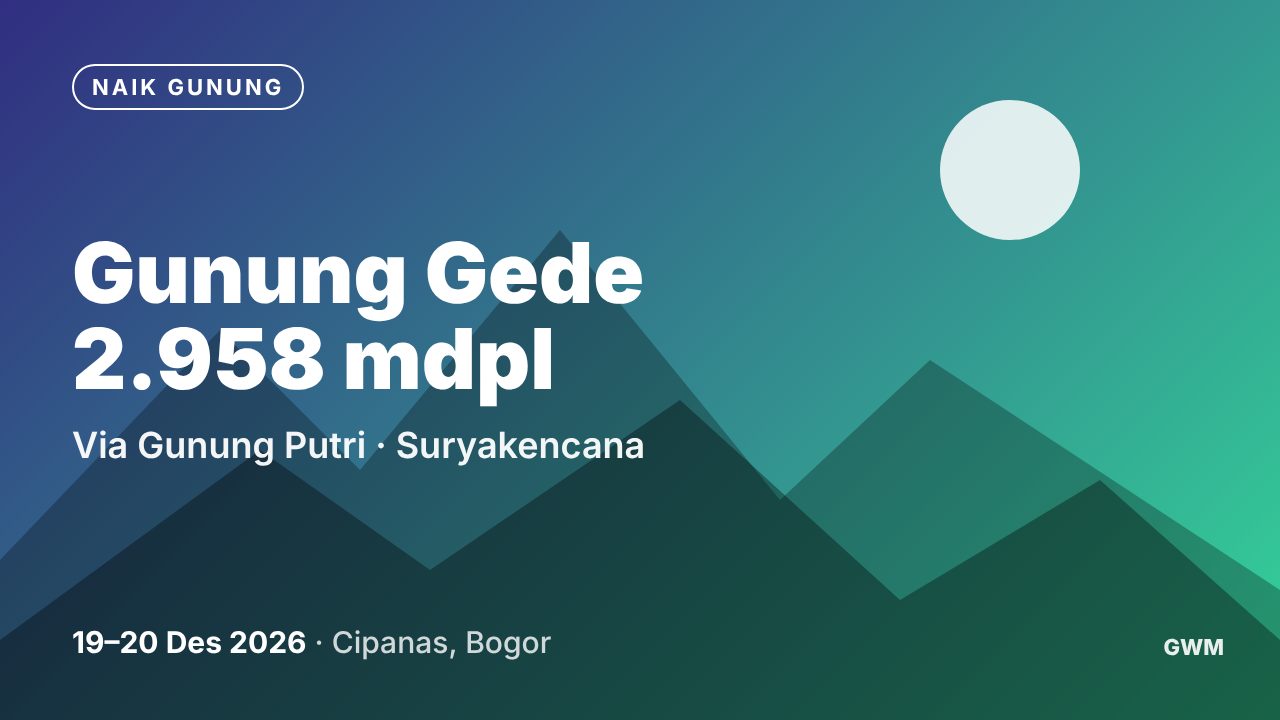 NAIK GUNUNG
Gunung Gede
2.958 mdpl
Via Gunung Putri · Suryakencana
19–20 Des 2026 · Cipanas, Bogor
GWM